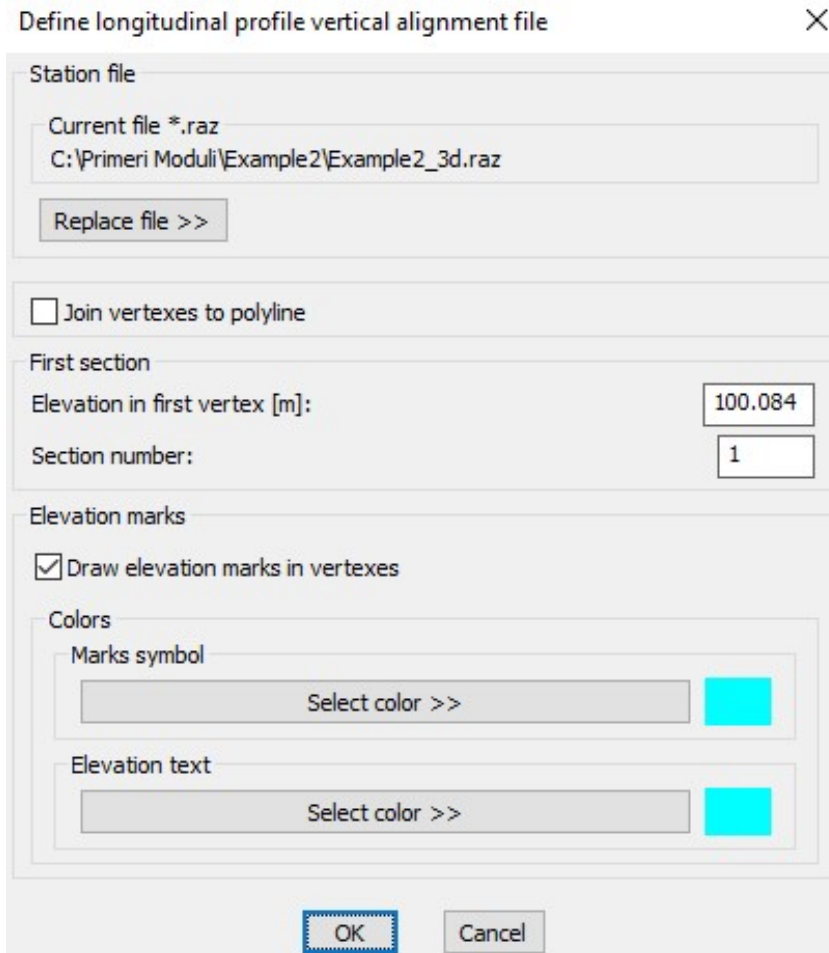 Define longitudinal profile vertical alignment file
Station file
Current file *.raz
C:\Primeri Moduli\Example2\Example2_3d.raz
Replace file >>
Join vertexes to polyline
First section
Elevation in first vertex [m]: 100.084
Section number: 1
Elevation marks
Draw elevation marks in vertexes
Colors
Marks symbol
Select color >>
Elevation text
Select color >>
OK Cancel